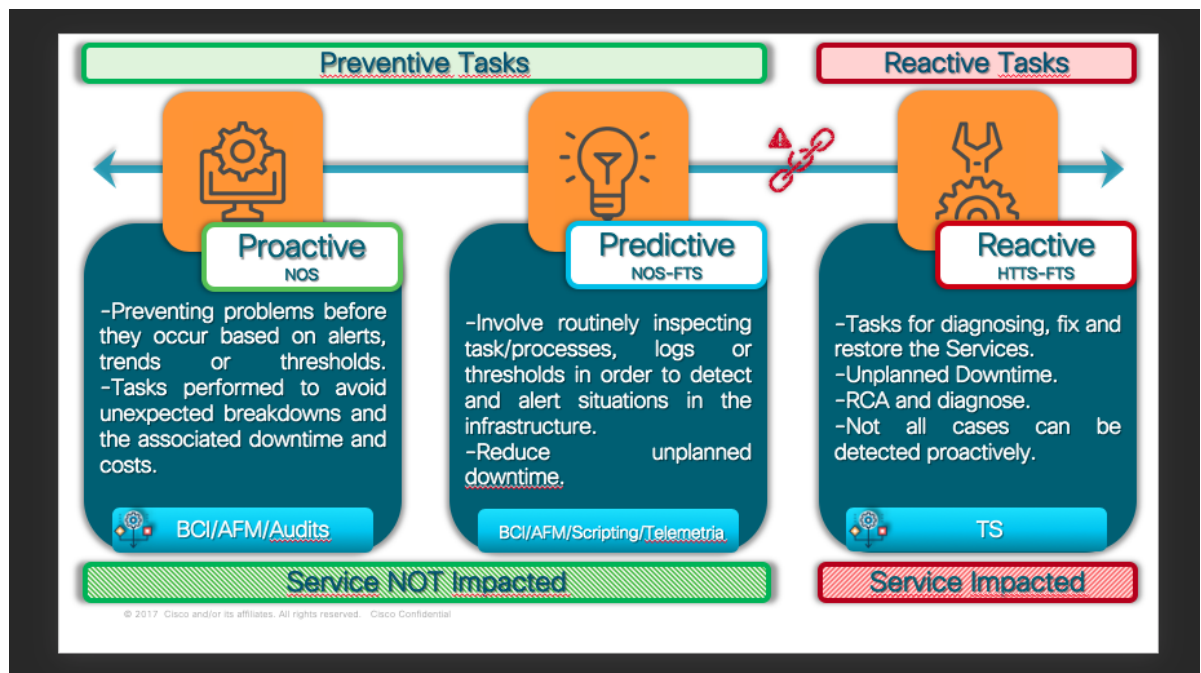 Preventive Tasks
Reactive Tasks
Proactive
NOS
-Preventing problems before
they occur based on alerts,
trends or thresholds.
-Tasks performed to avoid
unexpected breakdowns and
the associated downtime and
costs.
BCI/AFM/Audits
Predictive
NOS-FTS
-Involve routinely inspecting
task/processes, logs or
thresholds in order to detect
and alert situations in the
infrastructure.
-Reduce unplanned
downtime.
BCI/AFM/Scripting/Telemetria
Reactive
HTTS-FTS
-Tasks for diagnosing, fix and
restore the Services.
-Unplanned Downtime.
-RCA and diagnose.
-Not all cases can be
detected proactively.
TS
Service NOT Impacted
Service Impacted
© 2017 Cisco and/or its affiliates. All rights reserved. Cisco Confidential